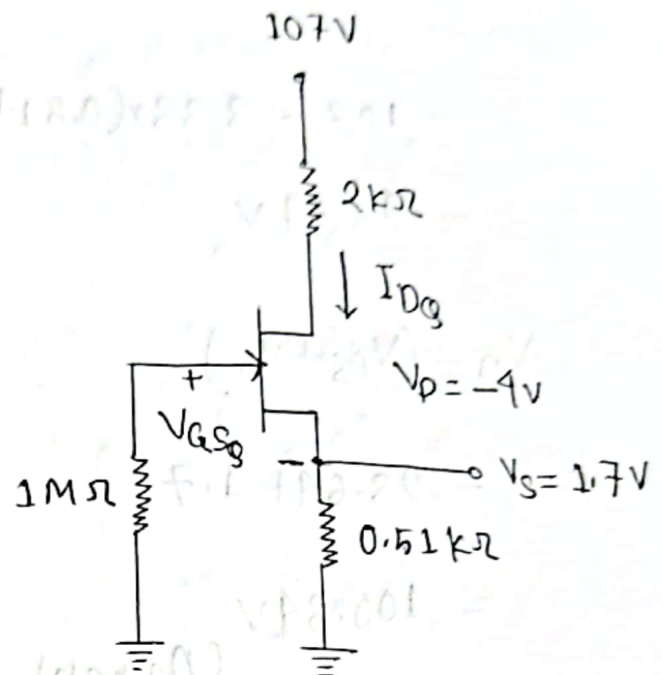 107V
2kΩ
I_DQ
V_P = -4V
+
V_GSQ
-
V_S = 1.7V
1MΩ
0.51kΩ